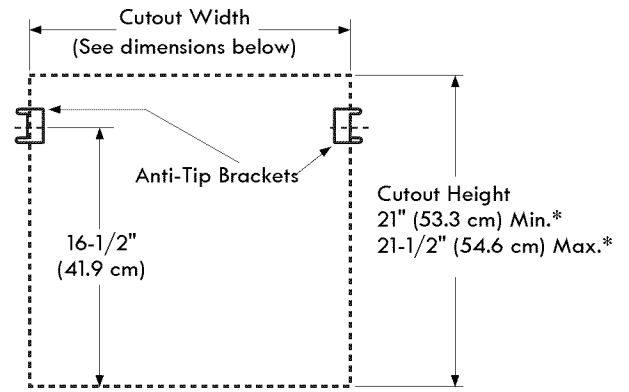 Cutout Width
(See dimensions below)
Anti-Tip Brackets
Cutout Height
21" (53.3 cm) Min.*
21-1/2" (54.6 cm) Max.*
16-1/2"
(41.9 cm)